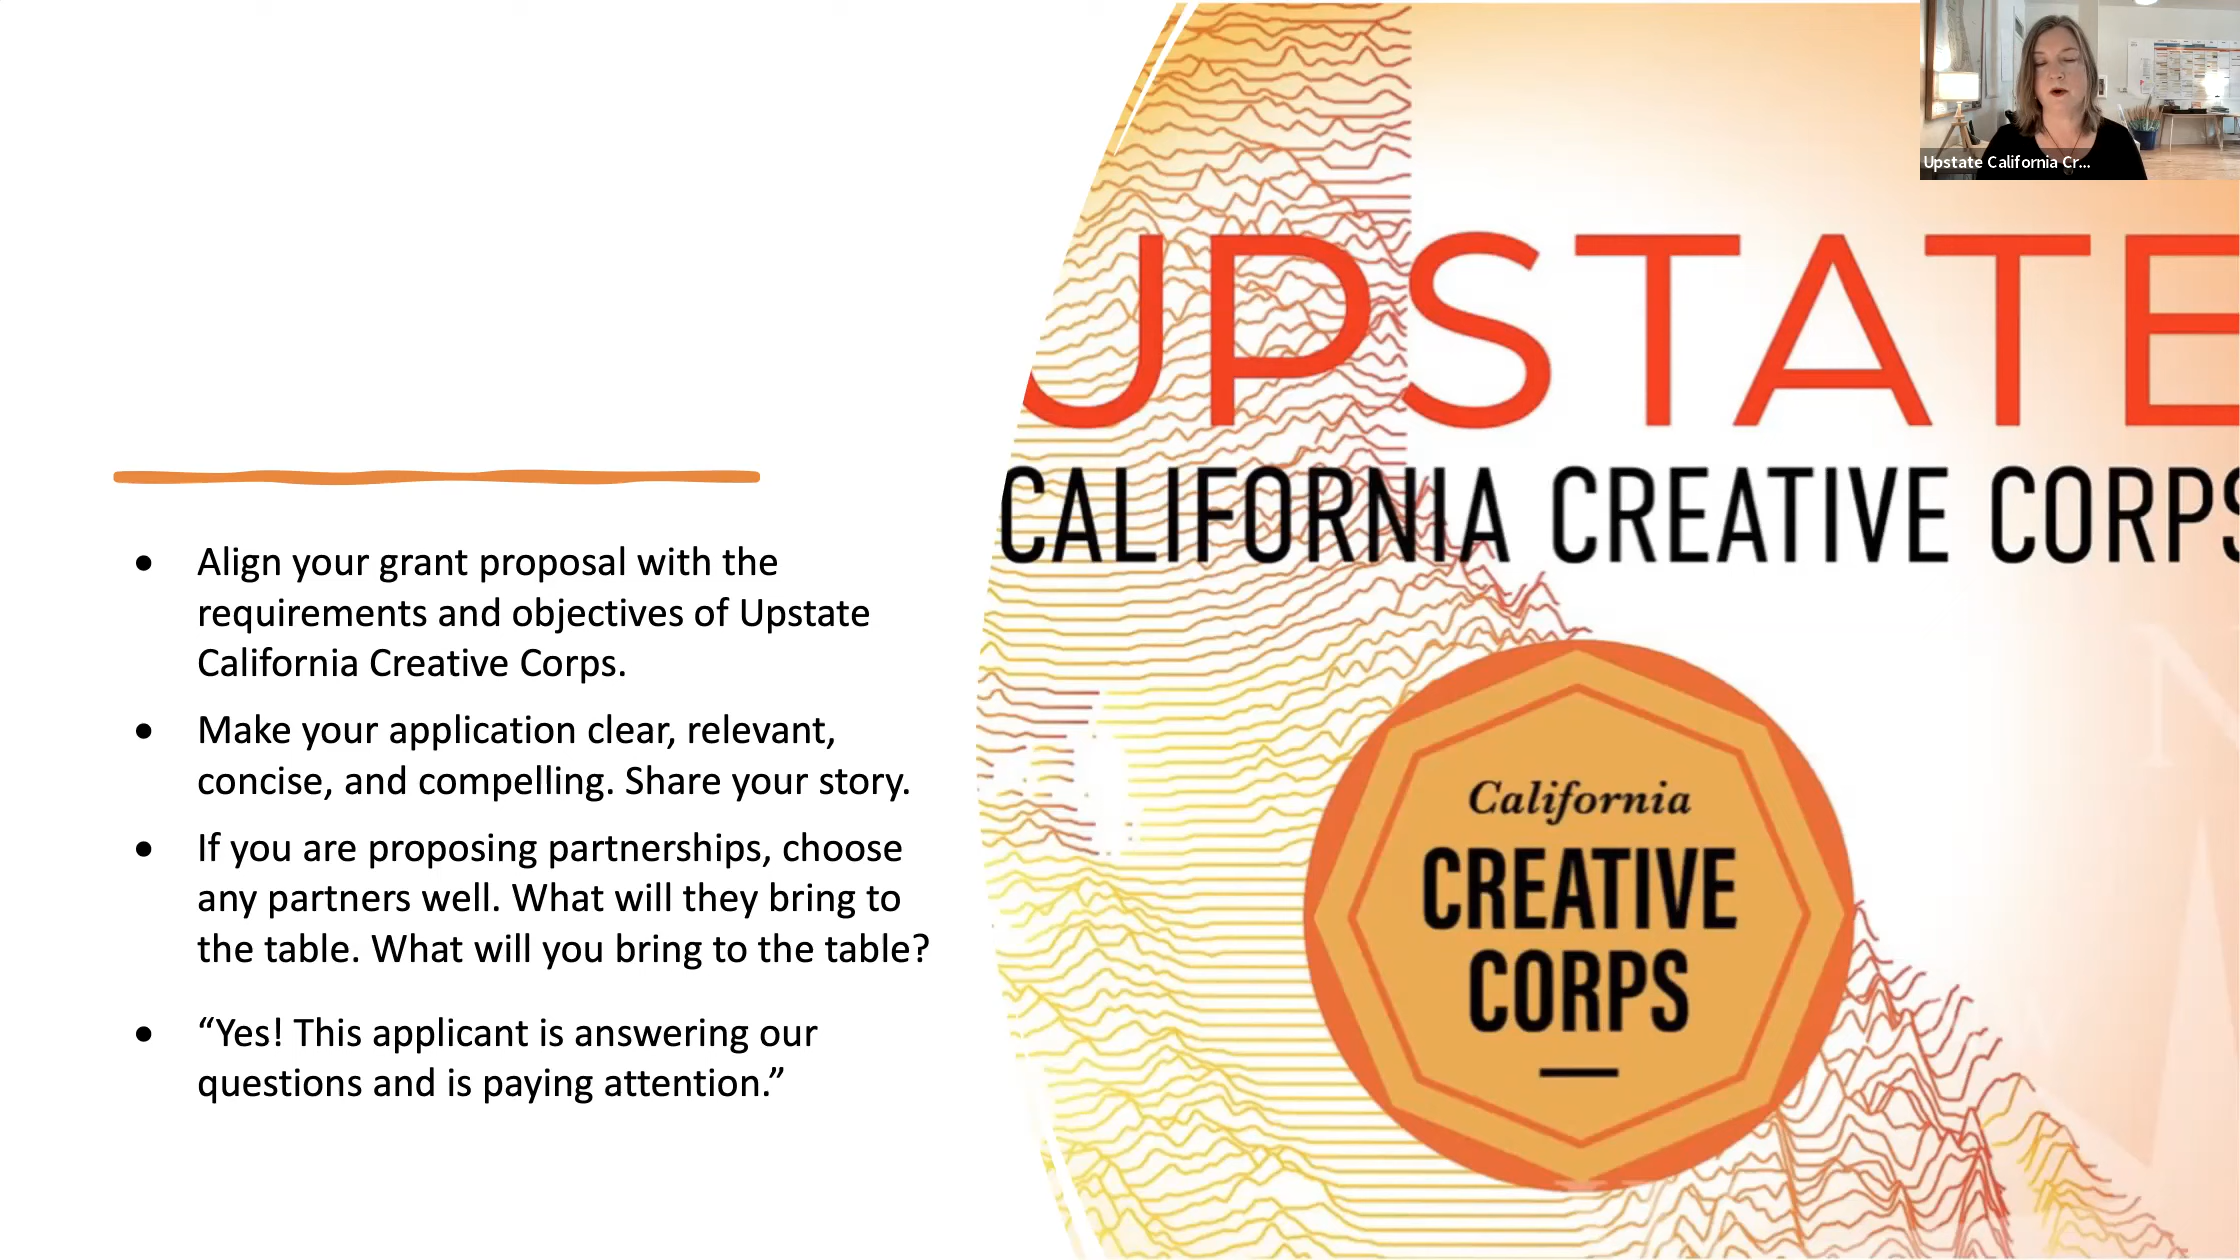 Upstate California Cr...
UPSTATE
CALIFORNIA CREATIVE CORPS
California
CREATIVE
CORPS
• Align your grant proposal with the
requirements and objectives of Upstate
California Creative Corps.
• Make your application clear, relevant,
concise, and compelling. Share your story.
• If you are proposing partnerships, choose
any partners well. What will they bring to
the table. What will you bring to the table?
• “Yes! This applicant is answering our
questions and is paying attention.”